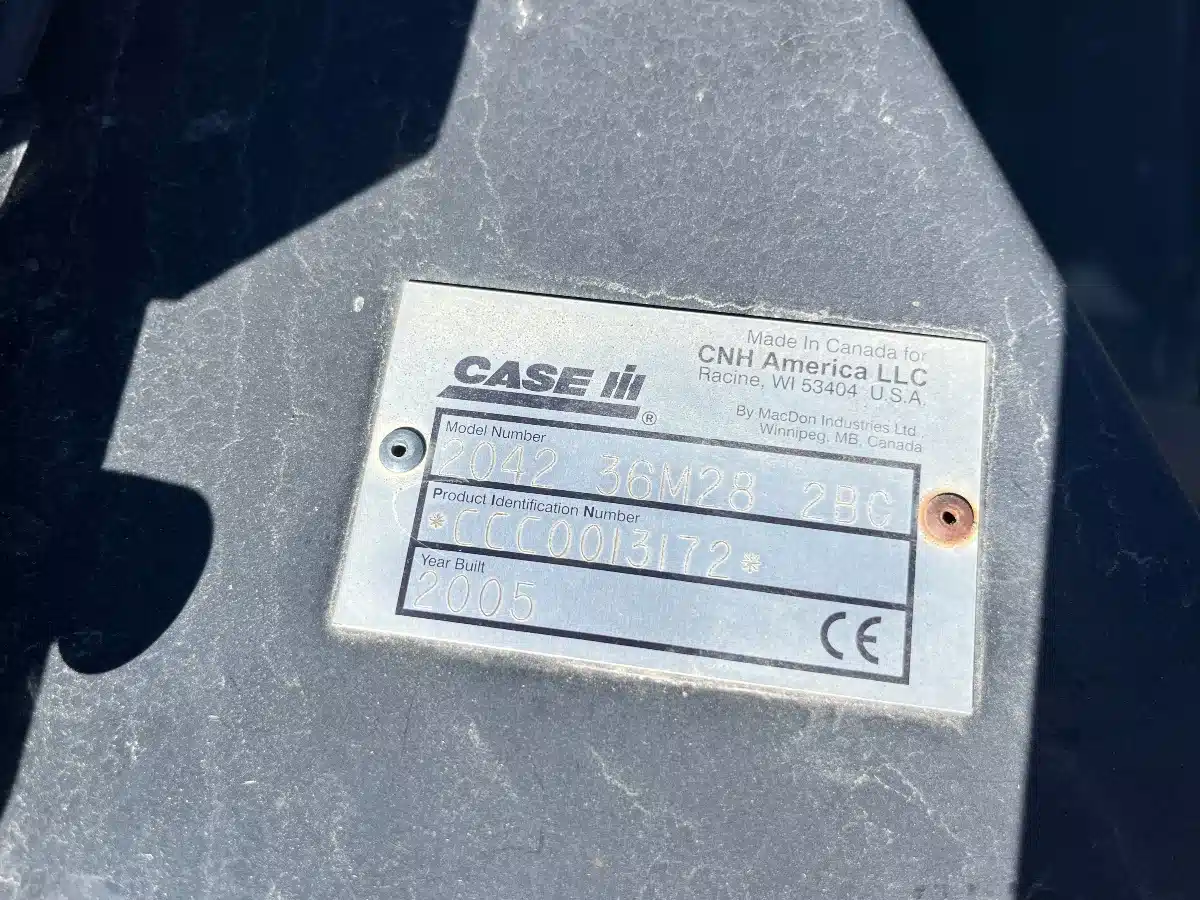 CASE IH
®
Made In Canada for
CNH America LLC
Racine, WI 53404 U.S.A.
By MacDon Industries Ltd.,
Winnipeg, MB, Canada
Model Number
2042 36M28 2BC
Product Identification Number
*CCC0013172*
Year Built
2005
CE